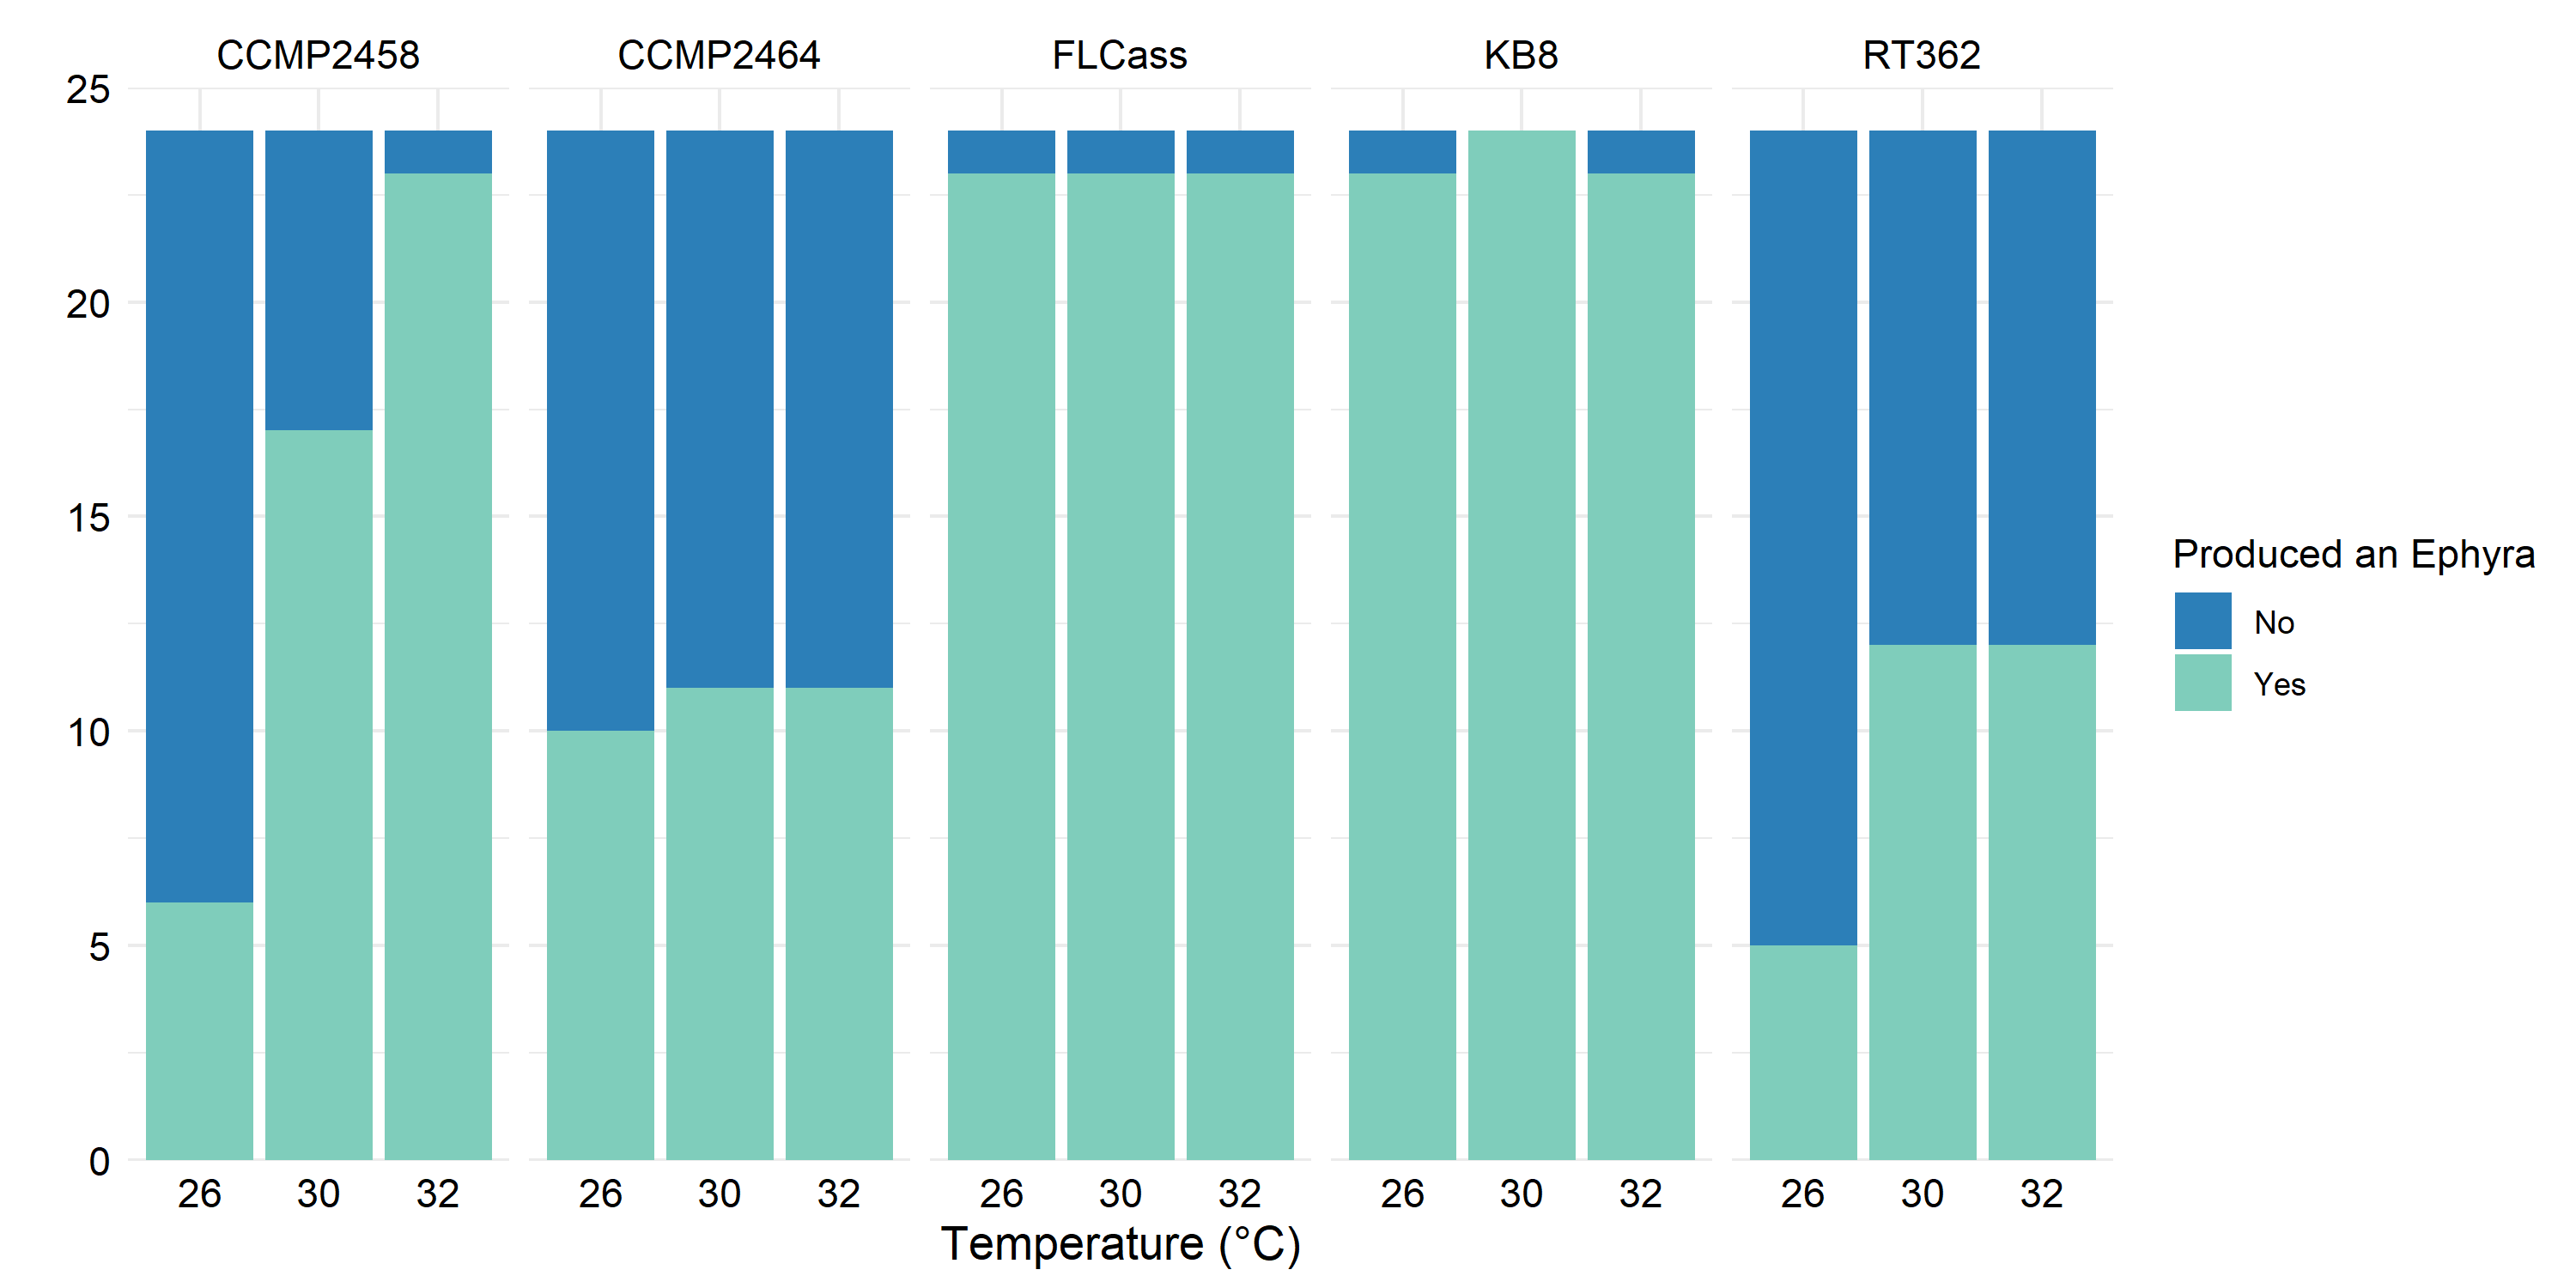 CCMP2458 CCMP2464 FLCass KB8 RT362
25
20
15
10
5
0
26 30 32 26 30 32 26 30 32 26 30 32 26 30 32
Temperature (°C)
Produced an Ephyra
No
Yes